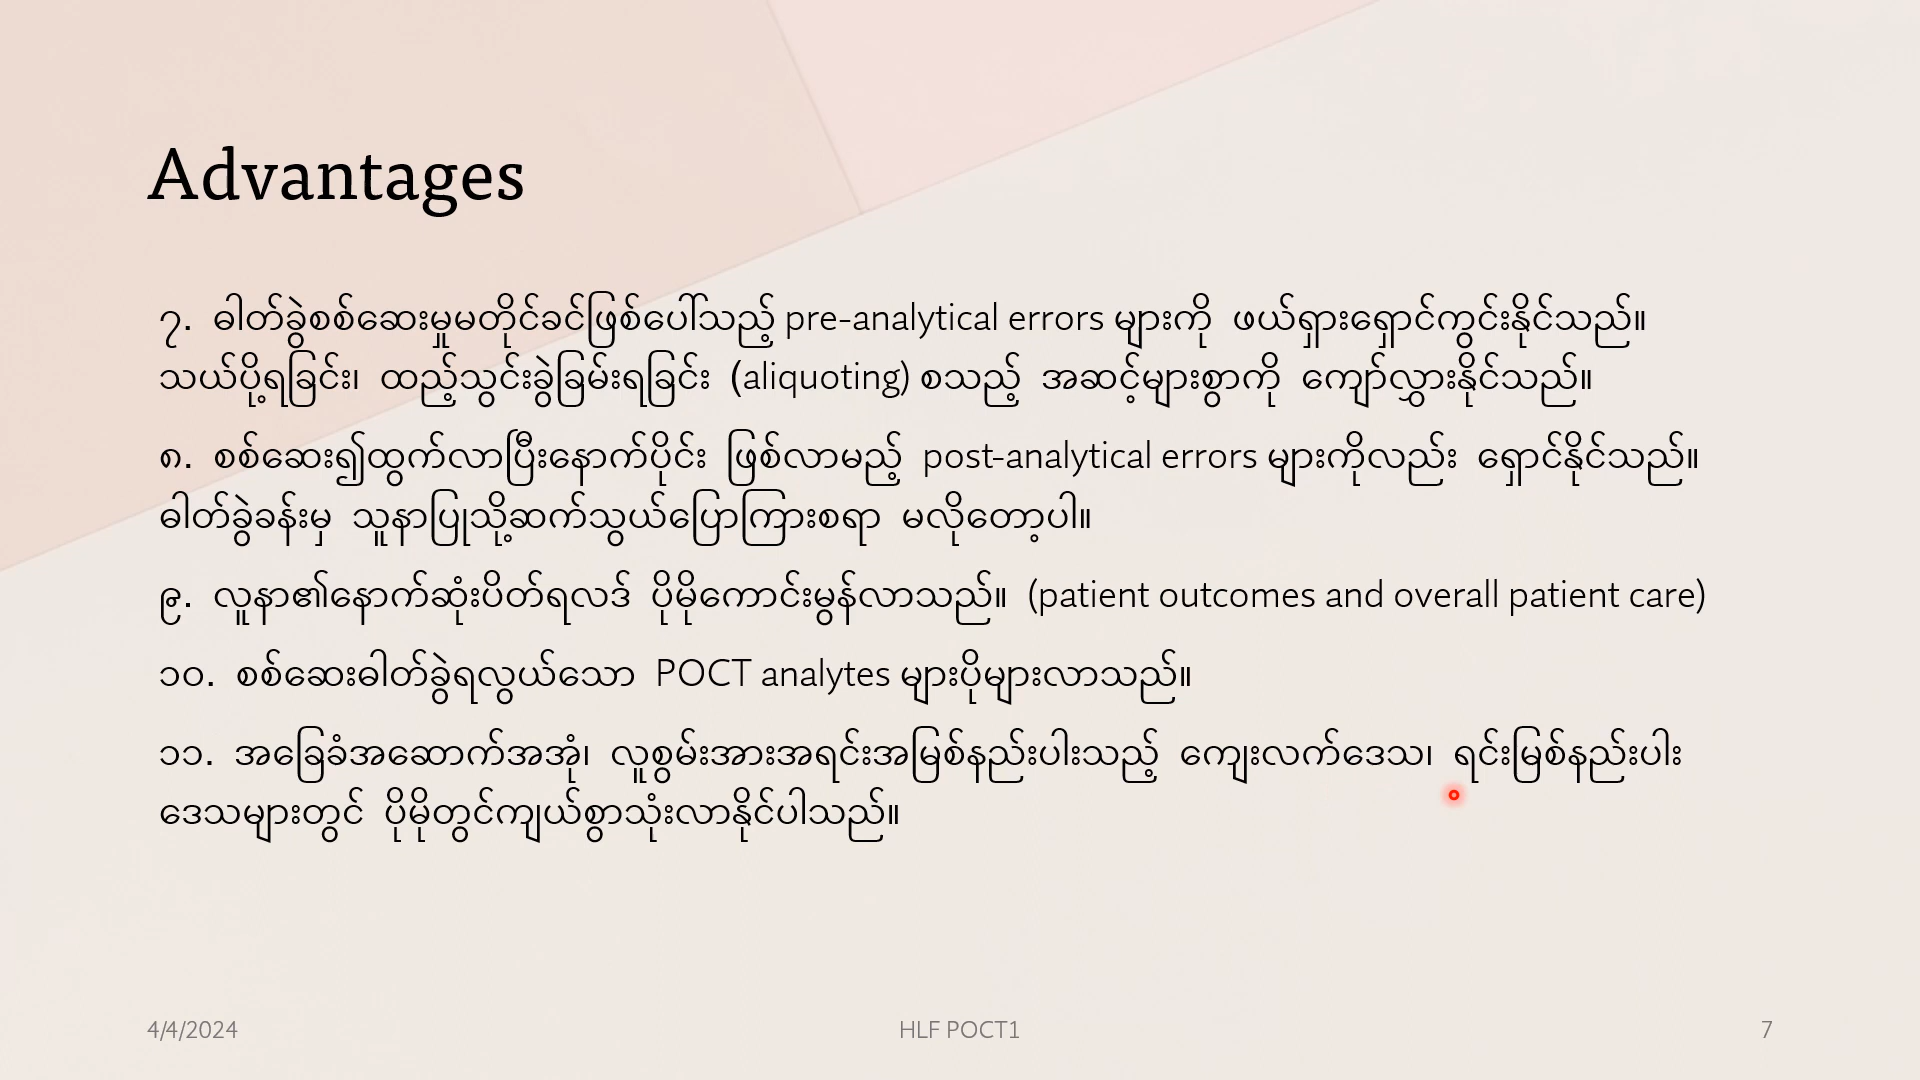 Advantages
၇. ဓါတ်ခွဲစစ်ဆေးမှုမတိုင်ခင်ဖြစ်ပေါ်သည့် pre-analytical errors များကို ဖယ်ရှားရှောင်ကွင်းနိုင်သည်။
သယ်ပို့ရခြင်း၊ ထည့်သွင်းခွဲခြမ်းရခြင်း (aliquoting) စသည့် အဆင့်များစွာကို ကျော်လွှားနိုင်သည်။
၈. စစ်ဆေး၍ထွက်လာပြီးနောက်ပိုင်း ဖြစ်လာမည့် post-analytical errors များကိုလည်း ရှောင်နိုင်သည်။
ဓါတ်ခွဲခန်းမှ သူနာပြုသို့ဆက်သွယ်ပြောကြားစရာ မလိုတော့ပါ။
၉. လူနာ၏နောက်ဆုံးပိတ်ရလဒ် ပိုမိုကောင်းမွန်လာသည်။ (patient outcomes and overall patient care)
၁၀. စစ်ဆေးဓါတ်ခွဲရလွယ်သော POCT analytes များပိုများလာသည်။
၁၁. အခြေခံအဆောက်အအုံ၊ လူစွမ်းအားအရင်းအမြစ်နည်းပါးသည့် ကျေးလက်ဒေသ၊ ရင်းမြစ်နည်းပါး
ဒေသများတွင် ပိုမိုတွင်ကျယ်စွာသုံးလာနိုင်ပါသည်။
4/4/2024
HLF POCT1
7